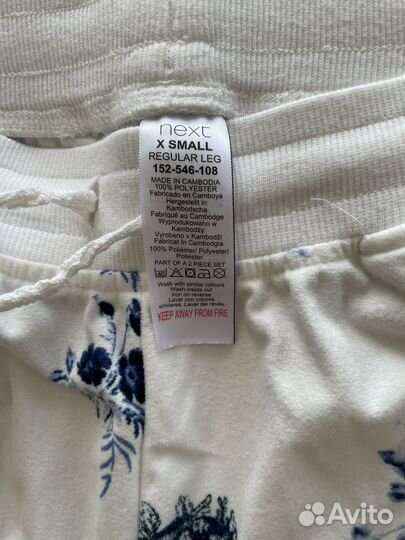 next
X SMALL
REGULAR LEG
152-546-108
MADE IN CAMBODIA
100% POLYESTER
Fabricado en Camboya
Hergestellt in
Kambodscha
Fabriqué au Cambodge
Wyprodukowano w
Kambodży
Vyrobeno v Kambodži
Fabricat în Cambodgia
100% Poliéster/Polyester/
Poliester
PART OF A 2 PIECE SET
Wash with similar colours
Wash inside out
Iron on reverse
Lavar con colores
similares. Lavar del revés.
KEEP AWAY FROM FIRE
Avito